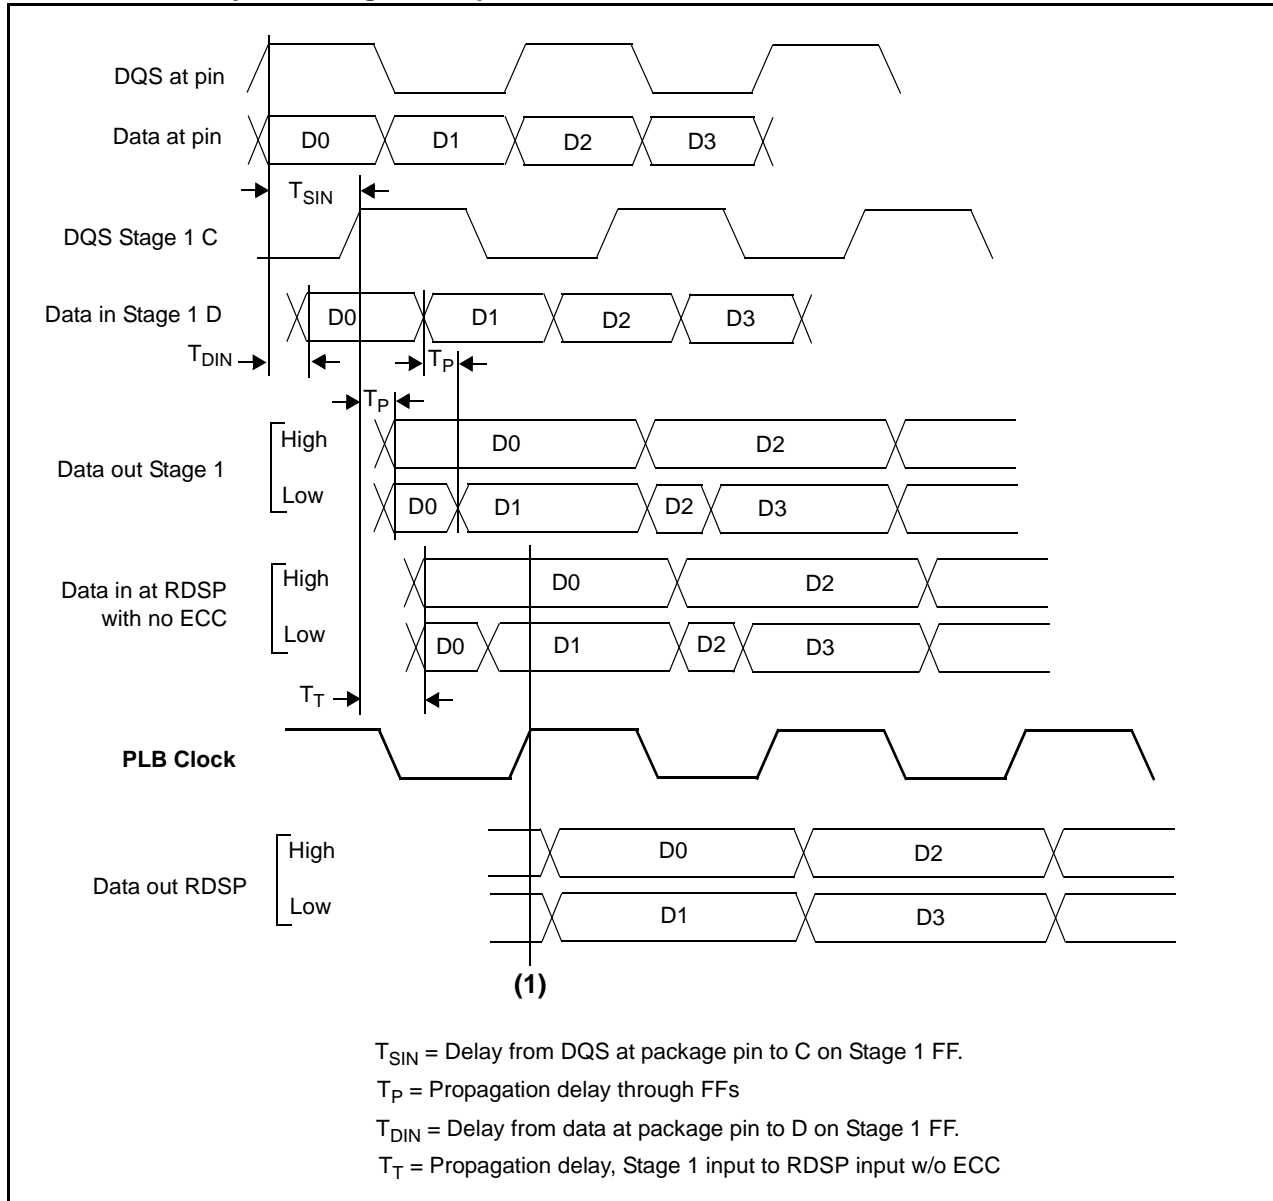 DQS at pin
Data at pin
D0 D1 D2 D3
TSIN
DQS Stage 1 C
Data in Stage 1 D
D0 D1 D2 D3
TDIN
TP
TP
High
D0 D2
Data out Stage 1
Low
D0 D1 D2 D3
High
D0 D2
Data in at RDSP
with no ECC
Low
D0 D1 D2 D3
TT
PLB Clock
High
D0 D2
Data out RDSP
Low
D1 D3
(1)
TSIN = Delay from DQS at package pin to C on Stage 1 FF.
TP = Propagation delay through FFs
TDIN = Delay from data at package pin to D on Stage 1 FF.
TT = Propagation delay, Stage 1 input to RDSP input w/o ECC